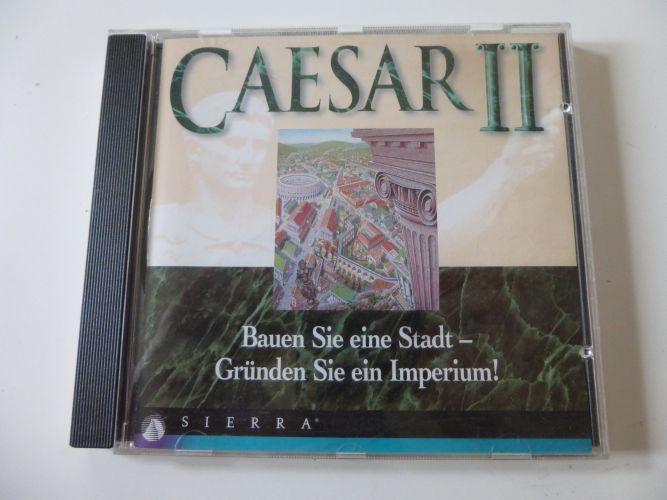 CAESAR II
Bauen Sie eine Stadt –
Gründen Sie ein Imperium!
SIERRA®